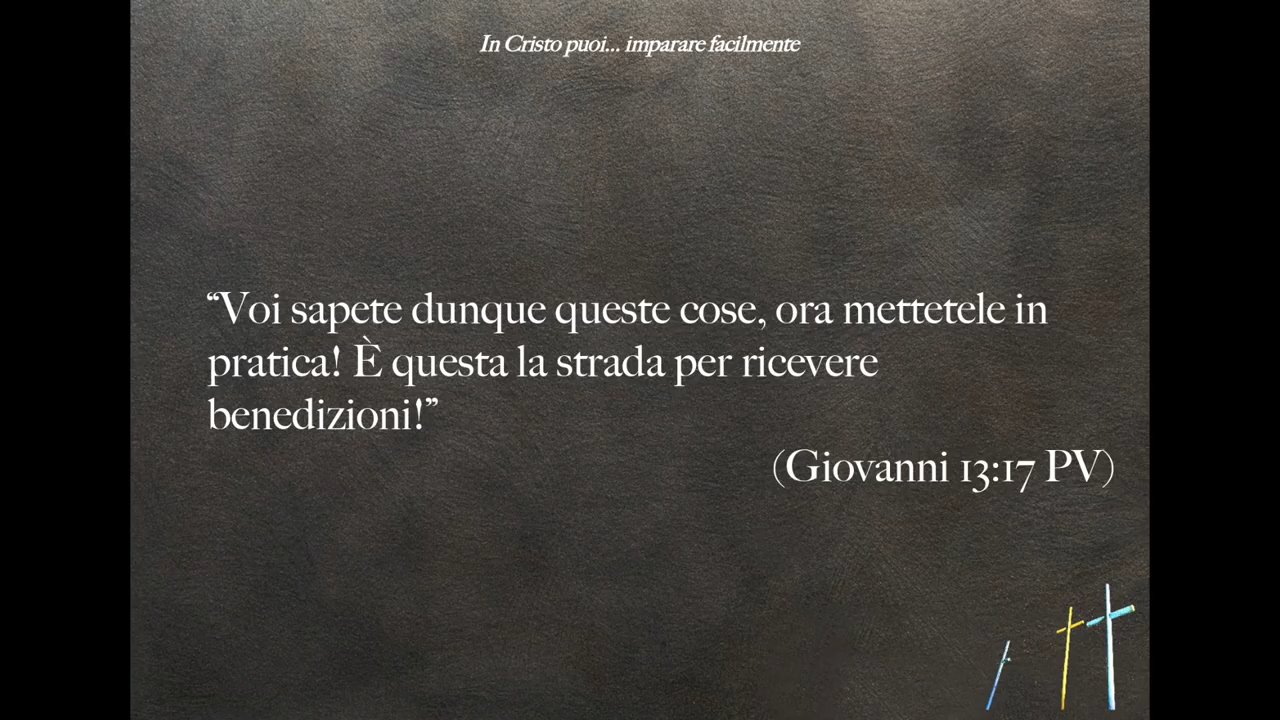 In Cristo puoi... imparare facilmente
“Voi sapete dunque queste cose, ora mettetele in
pratica! È questa la strada per ricevere
benedizioni!”
(Giovanni 13:17 PV)